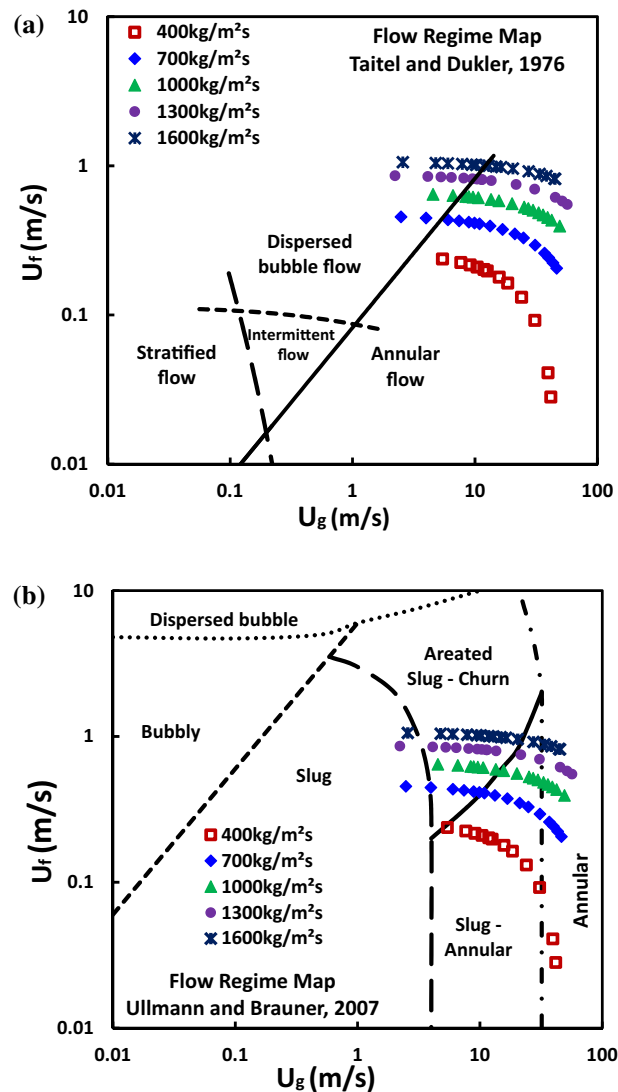 (a)
400kg/m²s
700kg/m²s
1000kg/m²s
1300kg/m²s
1600kg/m²s
Flow Regime Map
Taitel and Dukler, 1976
10
1
0.1
0.01
Uf (m/s)
Dispersed
bubble flow
Stratified
flow
Intermittent
flow
Annular
flow
0.01
0.1
1
10
100
Ug (m/s)
(b)
10
1
0.1
0.01
Uf (m/s)
Dispersed bubble
Areated
Slug - Churn
Bubbly
Slug
400kg/m²s
700kg/m²s
1000kg/m²s
1300kg/m²s
1600kg/m²s
Slug -
Annular
Annular
Flow Regime Map
Ullmann and Brauner, 2007
0.01
0.1
1
10
100
Ug (m/s)